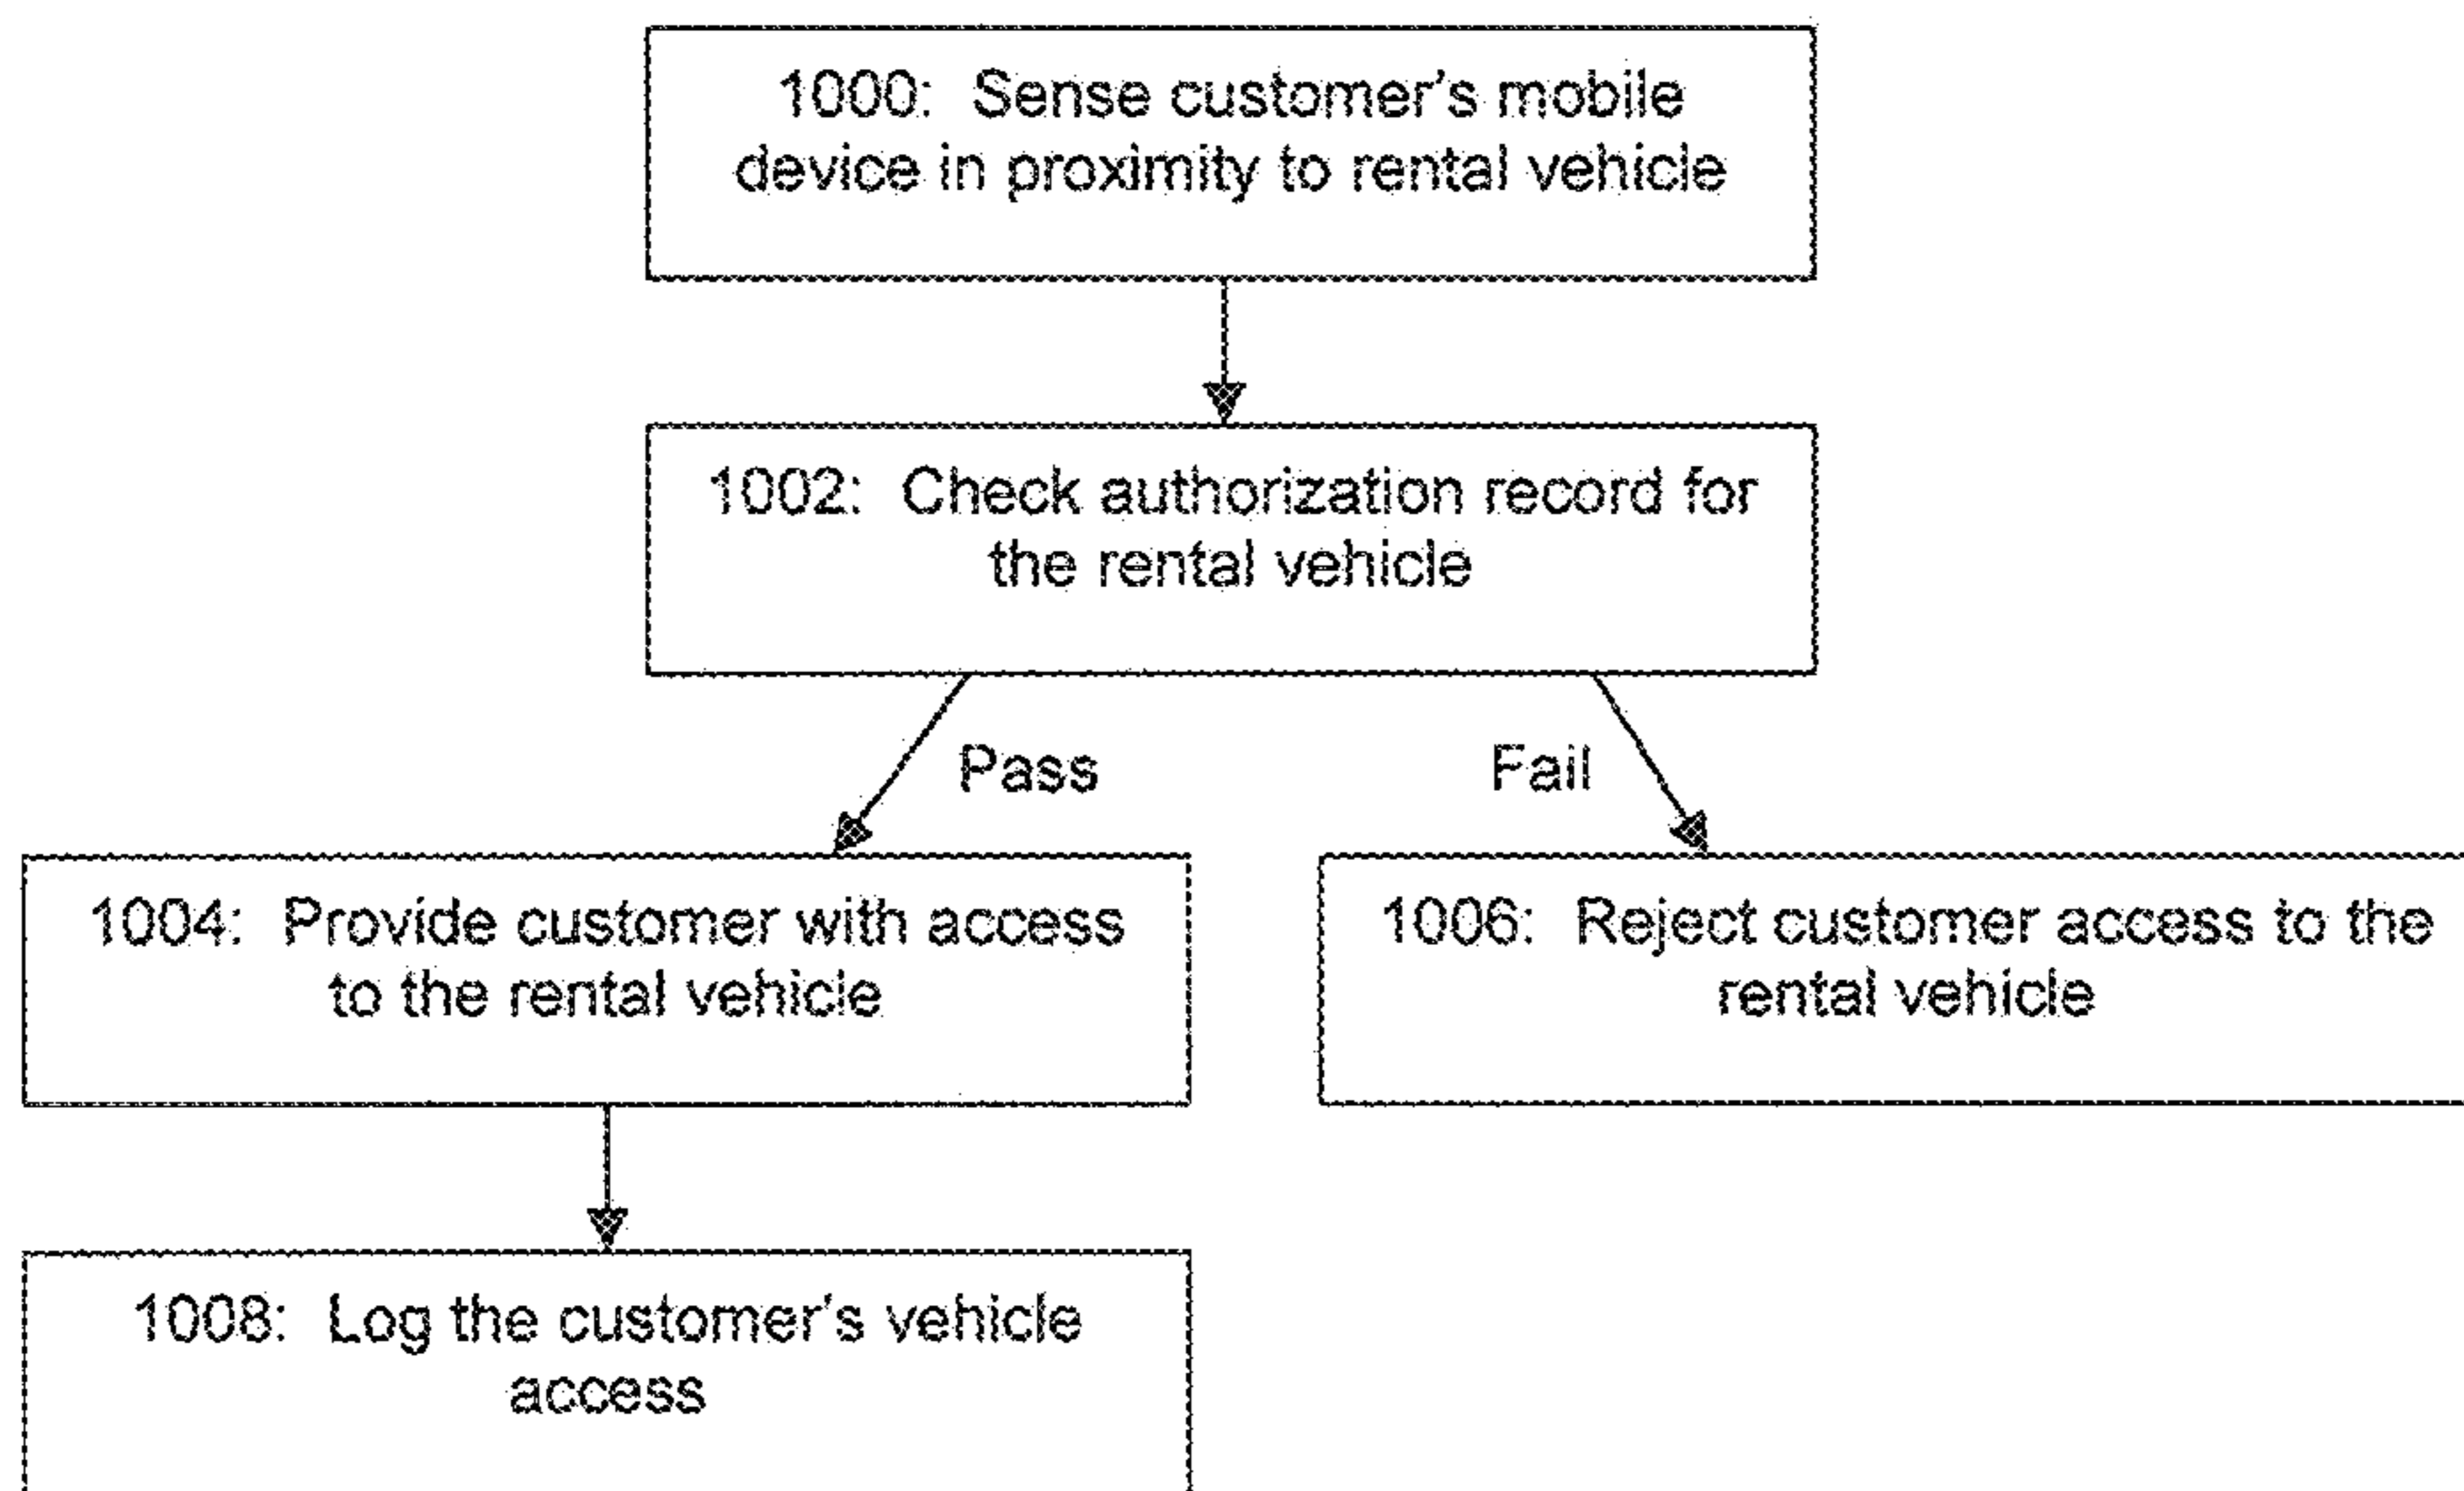 1000: Sense customer's mobile
device in proximity to rental vehicle
1002: Check authorization record for
the rental vehicle
Pass
Fail
1004: Provide customer with access
to the rental vehicle
1006: Reject customer access to the
rental vehicle
1008: Log the customer's vehicle
access